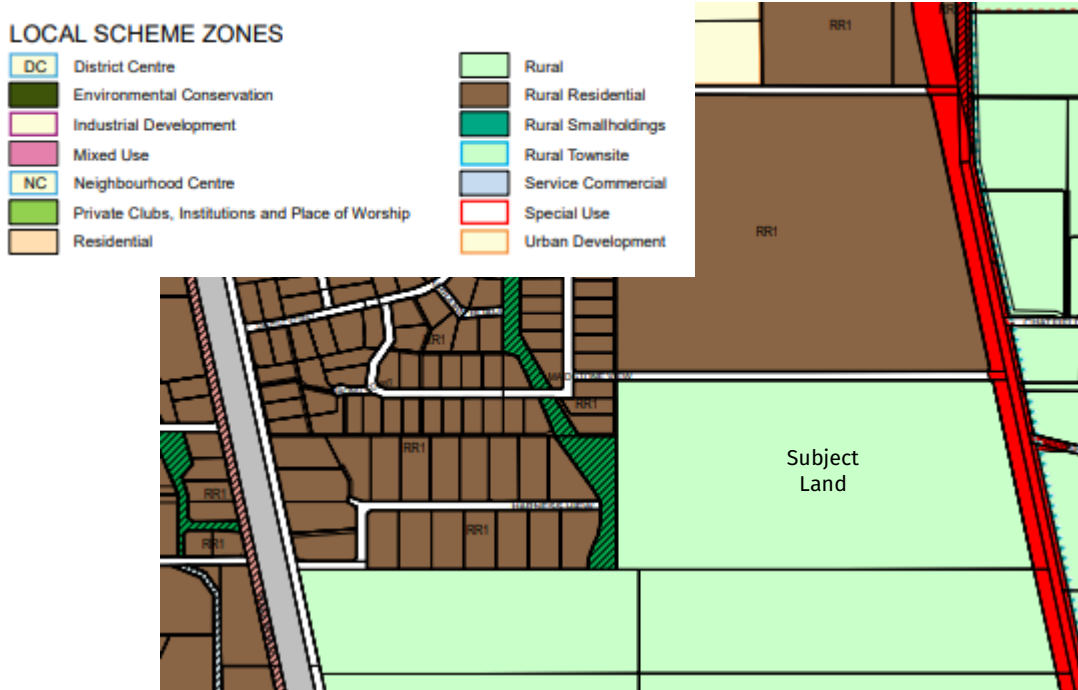 LOCAL SCHEME ZONES
DC District Centre
Environmental Conservation
Industrial Development
Mixed Use
NC Neighbourhood Centre
Private Clubs, Institutions and Place of Worship
Residential
Rural
Rural Residential
Rural Smallholdings
Rural Townsite
Service Commercial
Special Use
Urban Development
RR1
RR1
RR1
MAIDSTONE VIEW
RR1
RR1
Subject
Land
RR1
RR1
RR1